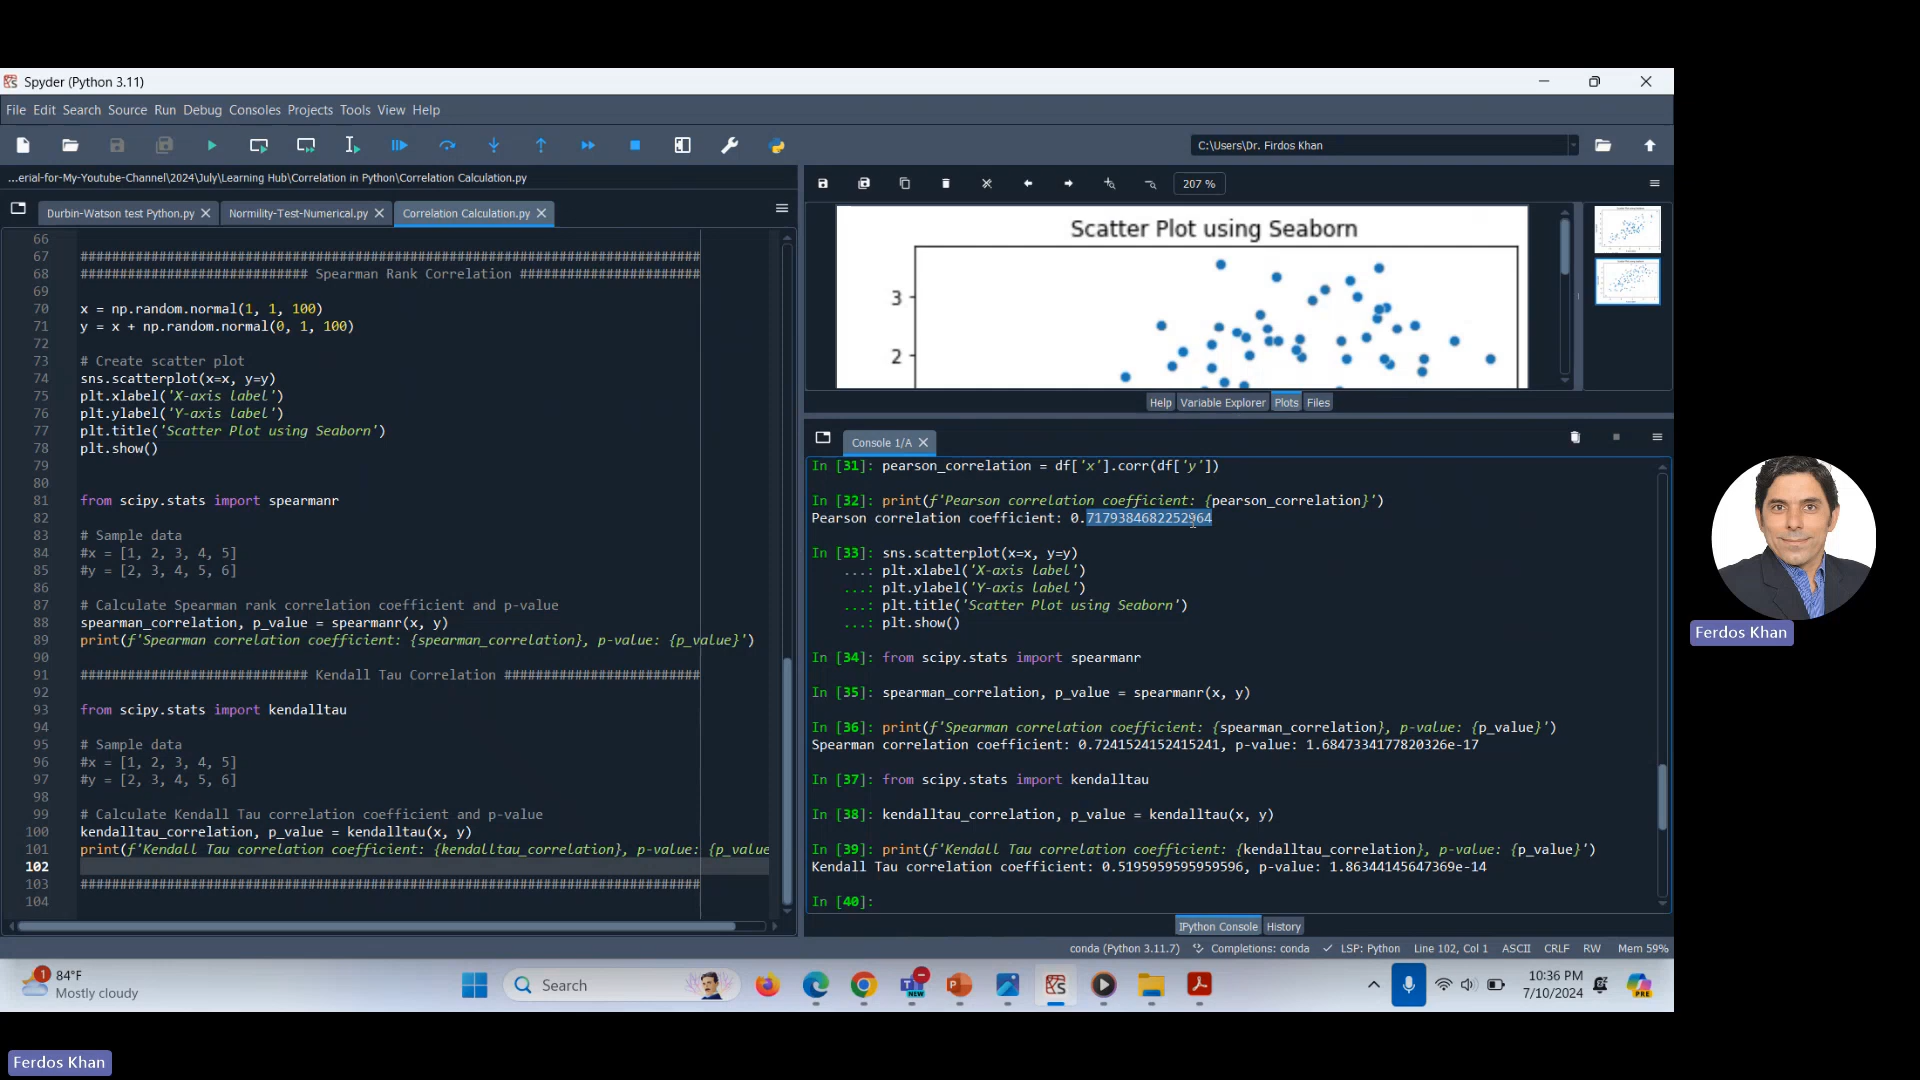 Spyder (Python 3.11)
File Edit Search Source Run Debug Consoles Projects Tools View Help
C:\Users\Dr. Firdos Khan
...erial-for-My-Youtube-Channel\2024\July\Learning Hub\Correlation in Python\Correlation Calculation.py
207 %
Durbin-Watson test Python.py
Normility-Test-Numerical.py
Correlation Calculation.py
66
67 ###############################################################################
68 ############################# Spearman Rank Correlation #######################
69
70 x = np.random.normal(1, 1, 100)
71 y = x + np.random.normal(0, 1, 100)
72
73 # Create scatter plot
74 sns.scatterplot(x=x, y=y)
75 plt.xlabel('X-axis label')
76 plt.ylabel('Y-axis label')
77 plt.title('Scatter Plot using Seaborn')
78 plt.show()
79
80
81 from scipy.stats import spearmanr
82
83 # Sample data
84 #x = [1, 2, 3, 4, 5]
85 #y = [2, 3, 4, 5, 6]
86
87 # Calculate Spearman rank correlation coefficient and p-value
88 spearman_correlation, p_value = spearmanr(x, y)
89 print(f'Spearman correlation coefficient: {spearman_correlation}, p-value: {p_value}')
90
91 ############################# Kendall Tau Correlation #########################
92
93 from scipy.stats import kendalltau
94
95 # Sample data
96 #x = [1, 2, 3, 4, 5]
97 #y = [2, 3, 4, 5, 6]
98
99 # Calculate Kendall Tau correlation coefficient and p-value
100 kendalltau_correlation, p_value = kendalltau(x, y)
101 print(f'Kendall Tau correlation coefficient: {kendalltau_correlation}, p-value: {p_value
102
103 ###############################################################################
104
Scatter Plot using Seaborn
3
2
Help Variable Explorer Plots Files
Console 1/A
In [31]: pearson_correlation = df['x'].corr(df['y'])
In [32]: print(f'Pearson correlation coefficient: {pearson_correlation}')
Pearson correlation coefficient: 0.7179384682252964
In [33]: sns.scatterplot(x=x, y=y)
...: plt.xlabel('X-axis label')
...: plt.ylabel('Y-axis label')
...: plt.title('Scatter Plot using Seaborn')
...: plt.show()
In [34]: from scipy.stats import spearmanr
In [35]: spearman_correlation, p_value = spearmanr(x, y)
In [36]: print(f'Spearman correlation coefficient: {spearman_correlation}, p-value: {p_value}')
Spearman correlation coefficient: 0.7241524152415241, p-value: 1.6847334177820326e-17
In [37]: from scipy.stats import kendalltau
In [38]: kendalltau_correlation, p_value = kendalltau(x, y)
In [39]: print(f'Kendall Tau correlation coefficient: {kendalltau_correlation}, p-value: {p_value}')
Kendall Tau correlation coefficient: 0.5195959595959596, p-value: 1.86344145647369e-14
In [40]:
IPython Console History
conda (Python 3.11.7) Completions: conda LSP: Python Line 102, Col 1 ASCII CRLF RW Mem 59%
1
84°F
Mostly cloudy
Search
NEW
PRE
10:36 PM
7/10/2024
Ferdos Khan
Ferdos Khan